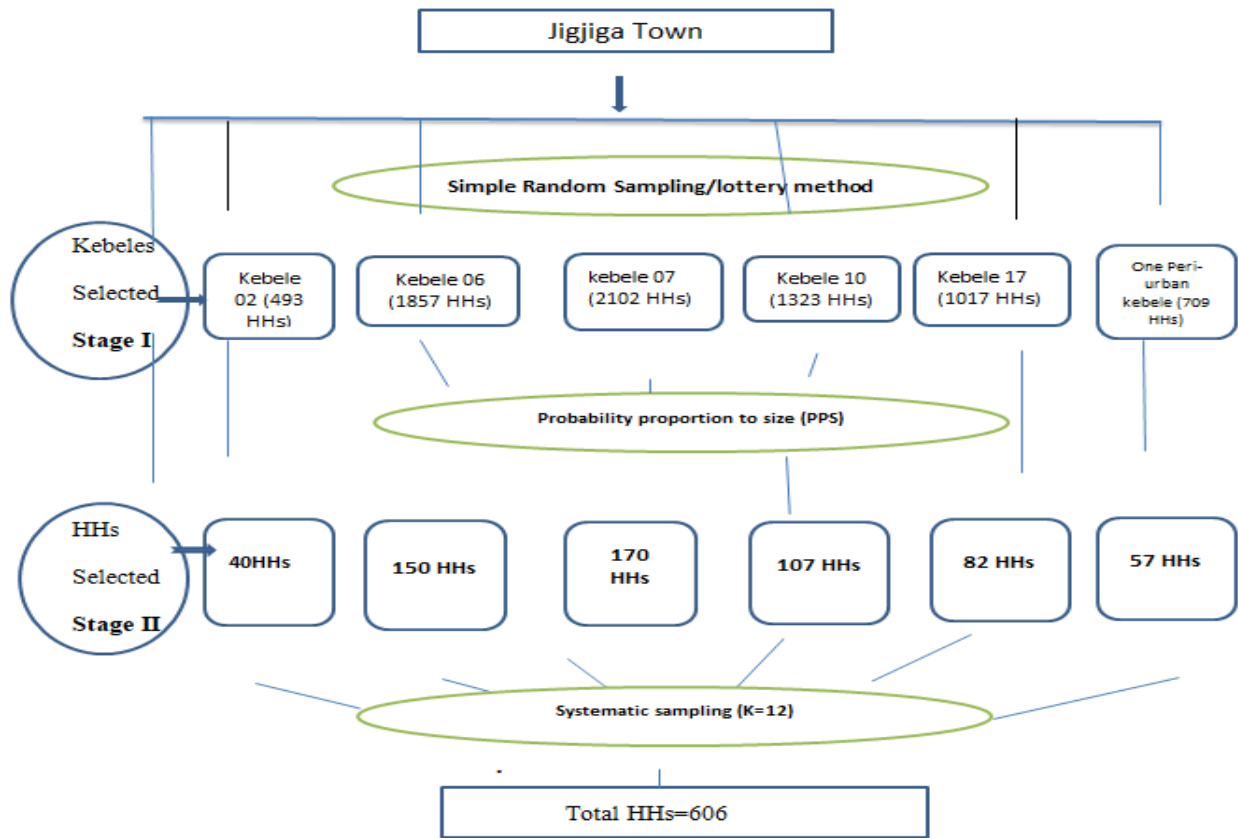 Jigjiga Town
Simple Random Sampling/lottery method
Kebeles
Selected
Stage I
Kebele
02 (493
HHs)
Kebele 06
(1857 HHs)
kebele 07
(2102 HHs)
Kebele 10
(1323 HHs)
Kebele 17
(1017 HHs)
One Peri-
urban
kebele (709
HHs)
Probability proportion to size (PPS)
HHs
Selected
Stage II
40HHs
150 HHs
170
HHs
107 HHs
82 HHs
57 HHs
Systematic sampling (K=12)
Total HHs=606